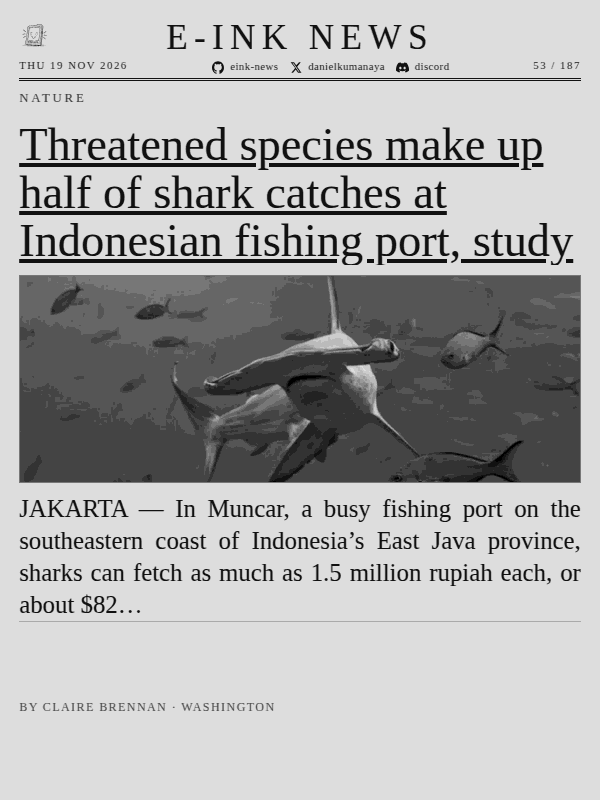 E-INK NEWS
THU 19 NOV 2026
eink-news danielkumanaya discord
53 / 187
NATURE
Threatened species make up
half of shark catches at
Indonesian fishing port, study
JAKARTA — In Muncar, a busy fishing port on the
southeastern coast of Indonesia’s East Java province,
sharks can fetch as much as 1.5 million rupiah each, or
about $82…
BY CLAIRE BRENNAN · WASHINGTON